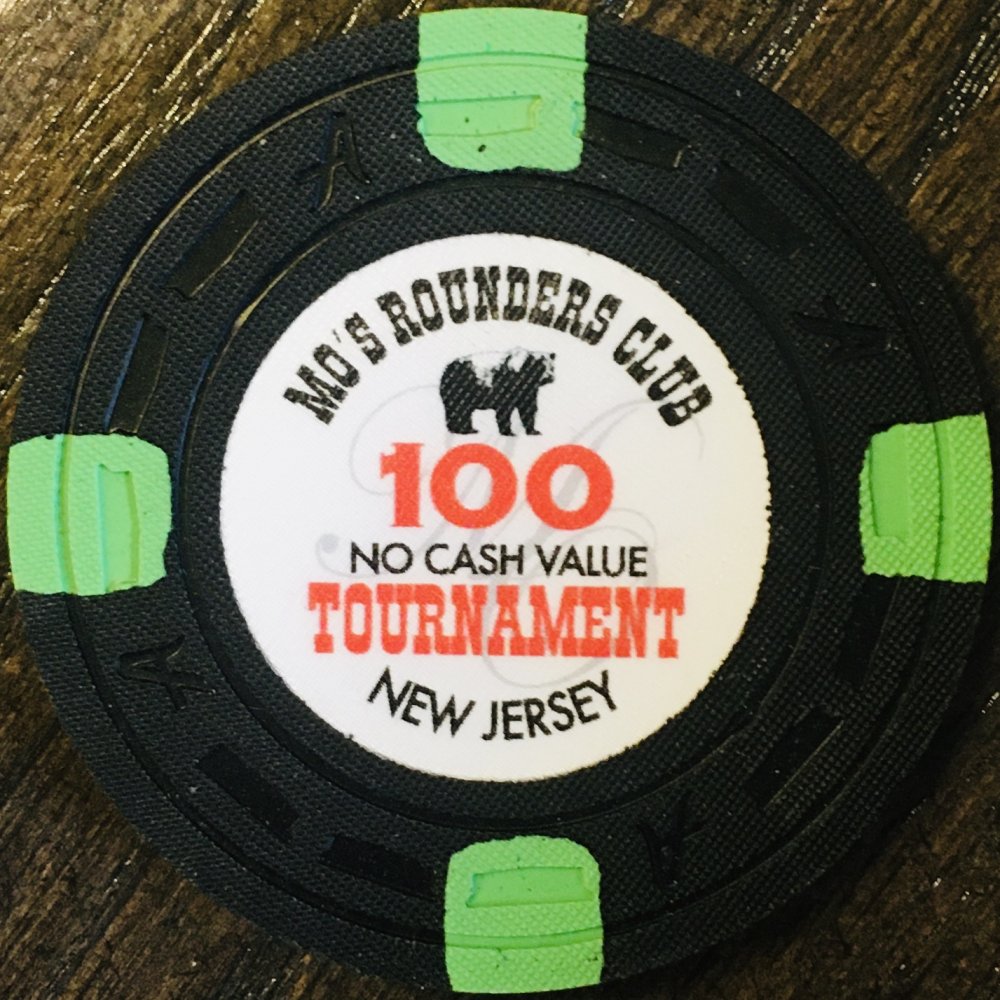 MO'S ROUNDERS CLUB
100
NO CASH VALUE
TOURNAMENT
NEW JERSEY